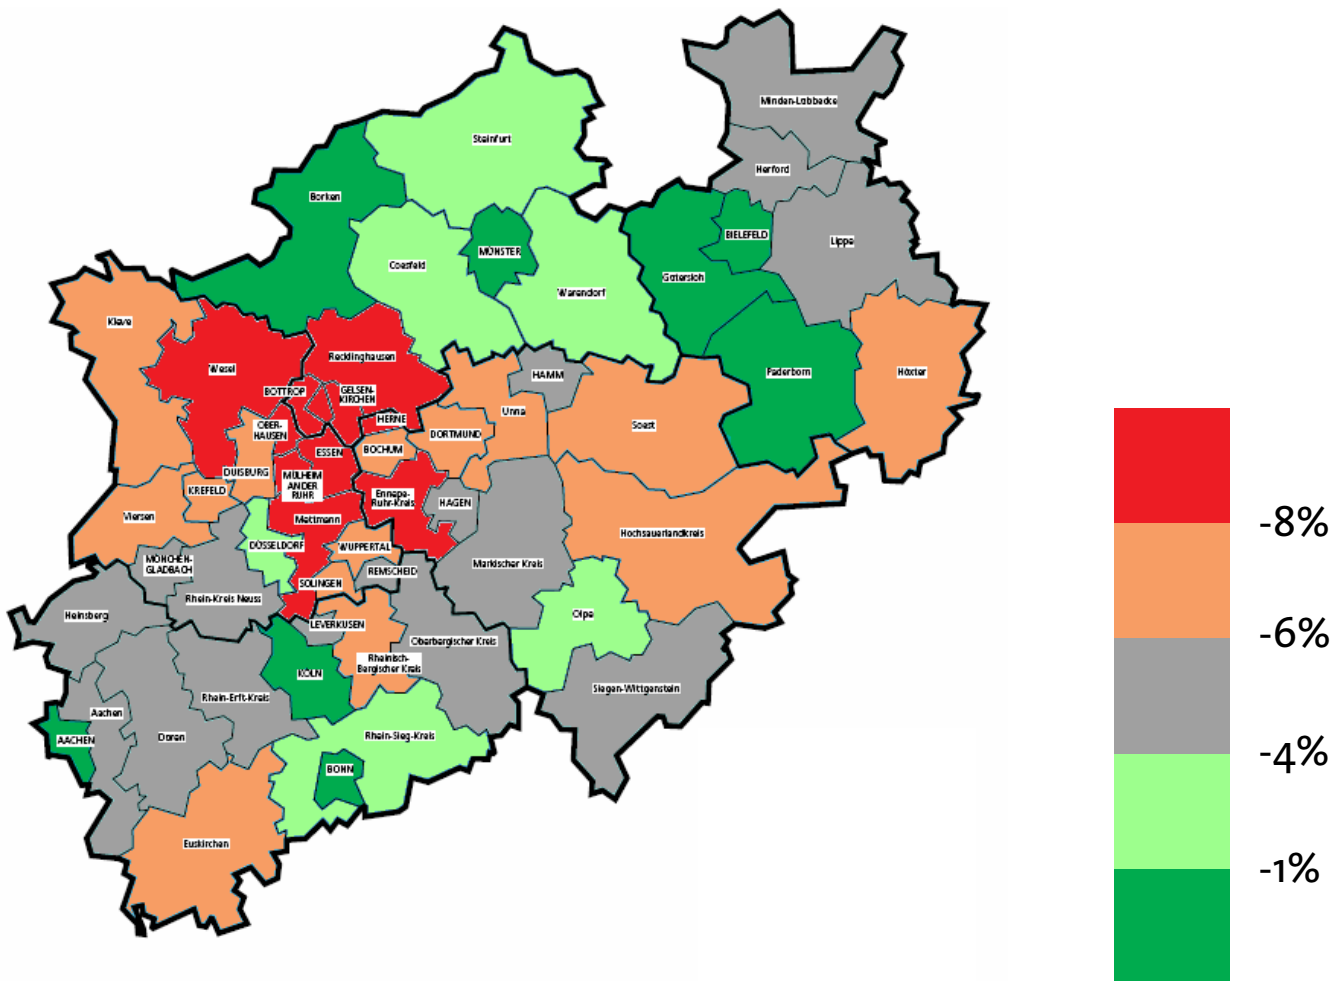 Minden-Lübbecke
Steinfurt
Herford
Borken
BIELEFELD
Lippe
MÜNSTER
Coesfeld
Gütersloh
Warendorf
Kleve
Recklinghausen
Wesel
Paderborn
Höxter
HAMM
BOTTROP
GELSEN-
KIRCHEN
Unna
HERNE
Soest
OBER-
HAUSEN
DORTMUND
BOCHUM
ESSEN
DUISBURG
MÜLHEIM
AN DER
RUHR
KREFELD
Ennepe-
Ruhr-Kreis
HAGEN
Viersen
Mettmann
-8%
Hochsauerlandkreis
DÜSSELDORF
WUPPERTAL
MÖNCHEN-
GLADBACH
Märkischer Kreis
REMSCHEID
SOLINGEN
Rhein-Kreis Neuss
Heinsberg
Olpe
LEVERKUSEN
-6%
Oberbergischer Kreis
Rheinisch-
Bergischer Kreis
KÖLN
Siegen-Wittgenstein
Rhein-Erft-Kreis
Aachen
Düren
Rhein-Sieg-Kreis
AACHEN
-4%
BONN
Euskirchen
-1%